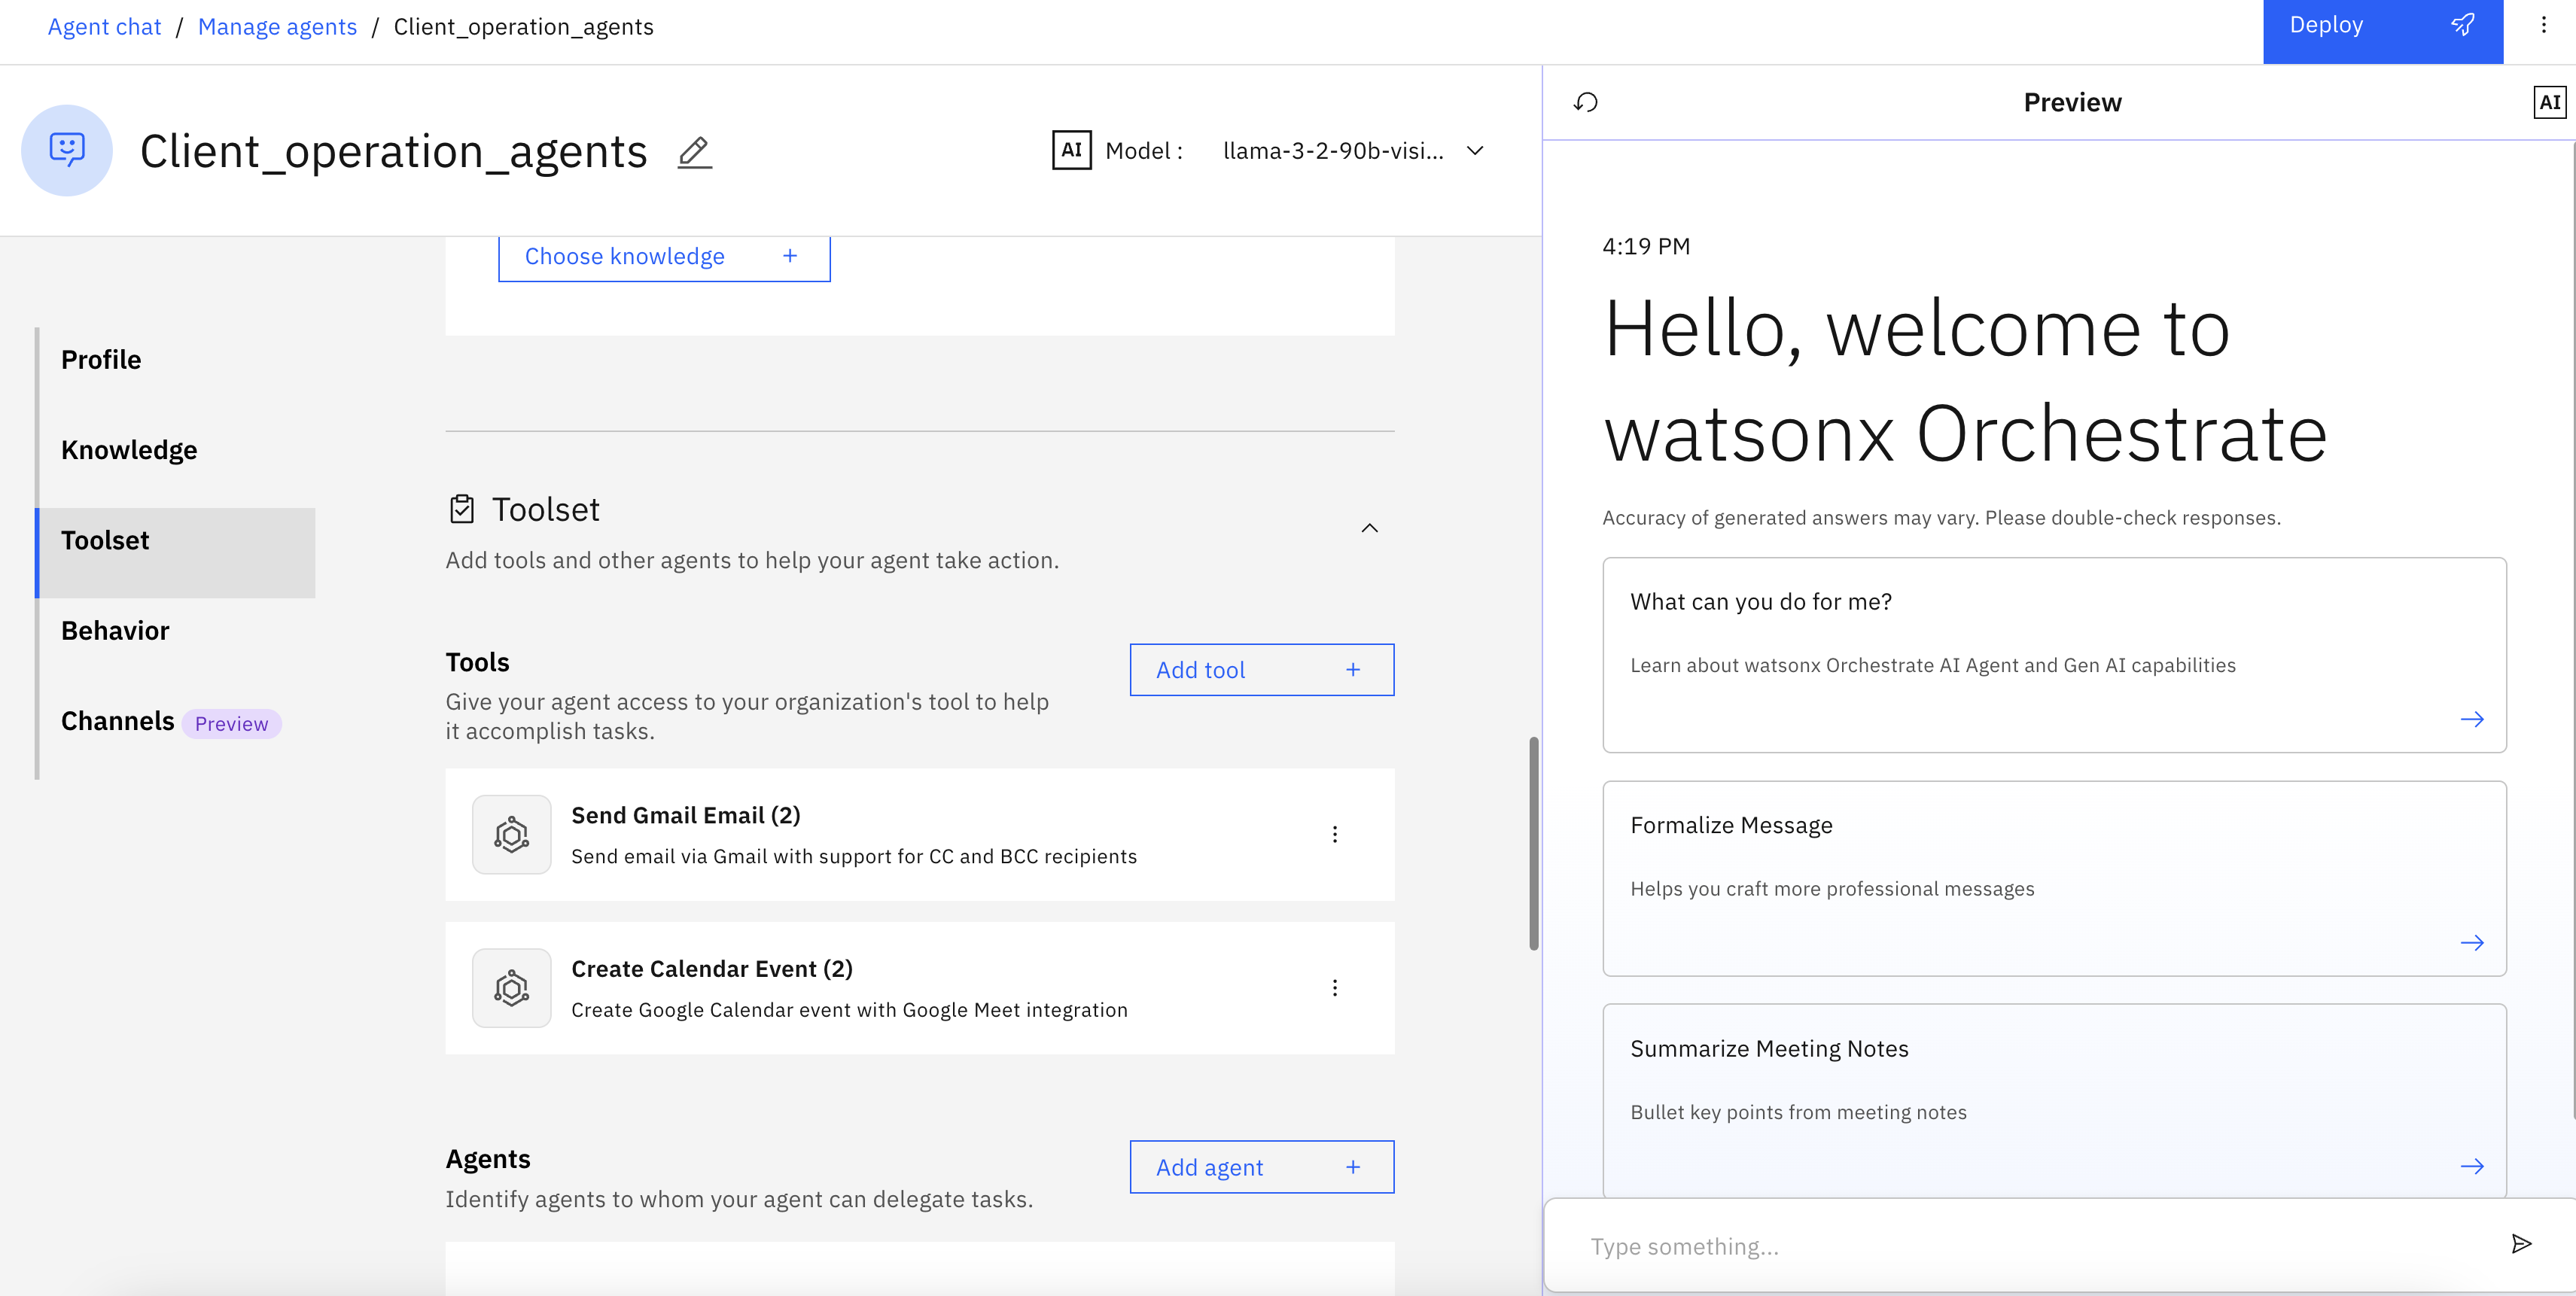 Agent chat / Manage agents / Client_operation_agents
Deploy
Client_operation_agents
AI Model : llama-3-2-90b-visi...
Choose knowledge +
Profile
Knowledge
Toolset
Behavior
Channels Preview
Toolset
Add tools and other agents to help your agent take action.
Tools
Add tool +
Give your agent access to your organization's tool to help
it accomplish tasks.
Send Gmail Email (2)
Send email via Gmail with support for CC and BCC recipients
Create Calendar Event (2)
Create Google Calendar event with Google Meet integration
Agents
Add agent +
Identify agents to whom your agent can delegate tasks.
Preview
AI
4:19 PM
Hello, welcome to
watsonx Orchestrate
Accuracy of generated answers may vary. Please double-check responses.
What can you do for me?
Learn about watsonx Orchestrate AI Agent and Gen AI capabilities
Formalize Message
Helps you craft more professional messages
Summarize Meeting Notes
Bullet key points from meeting notes
Type something...